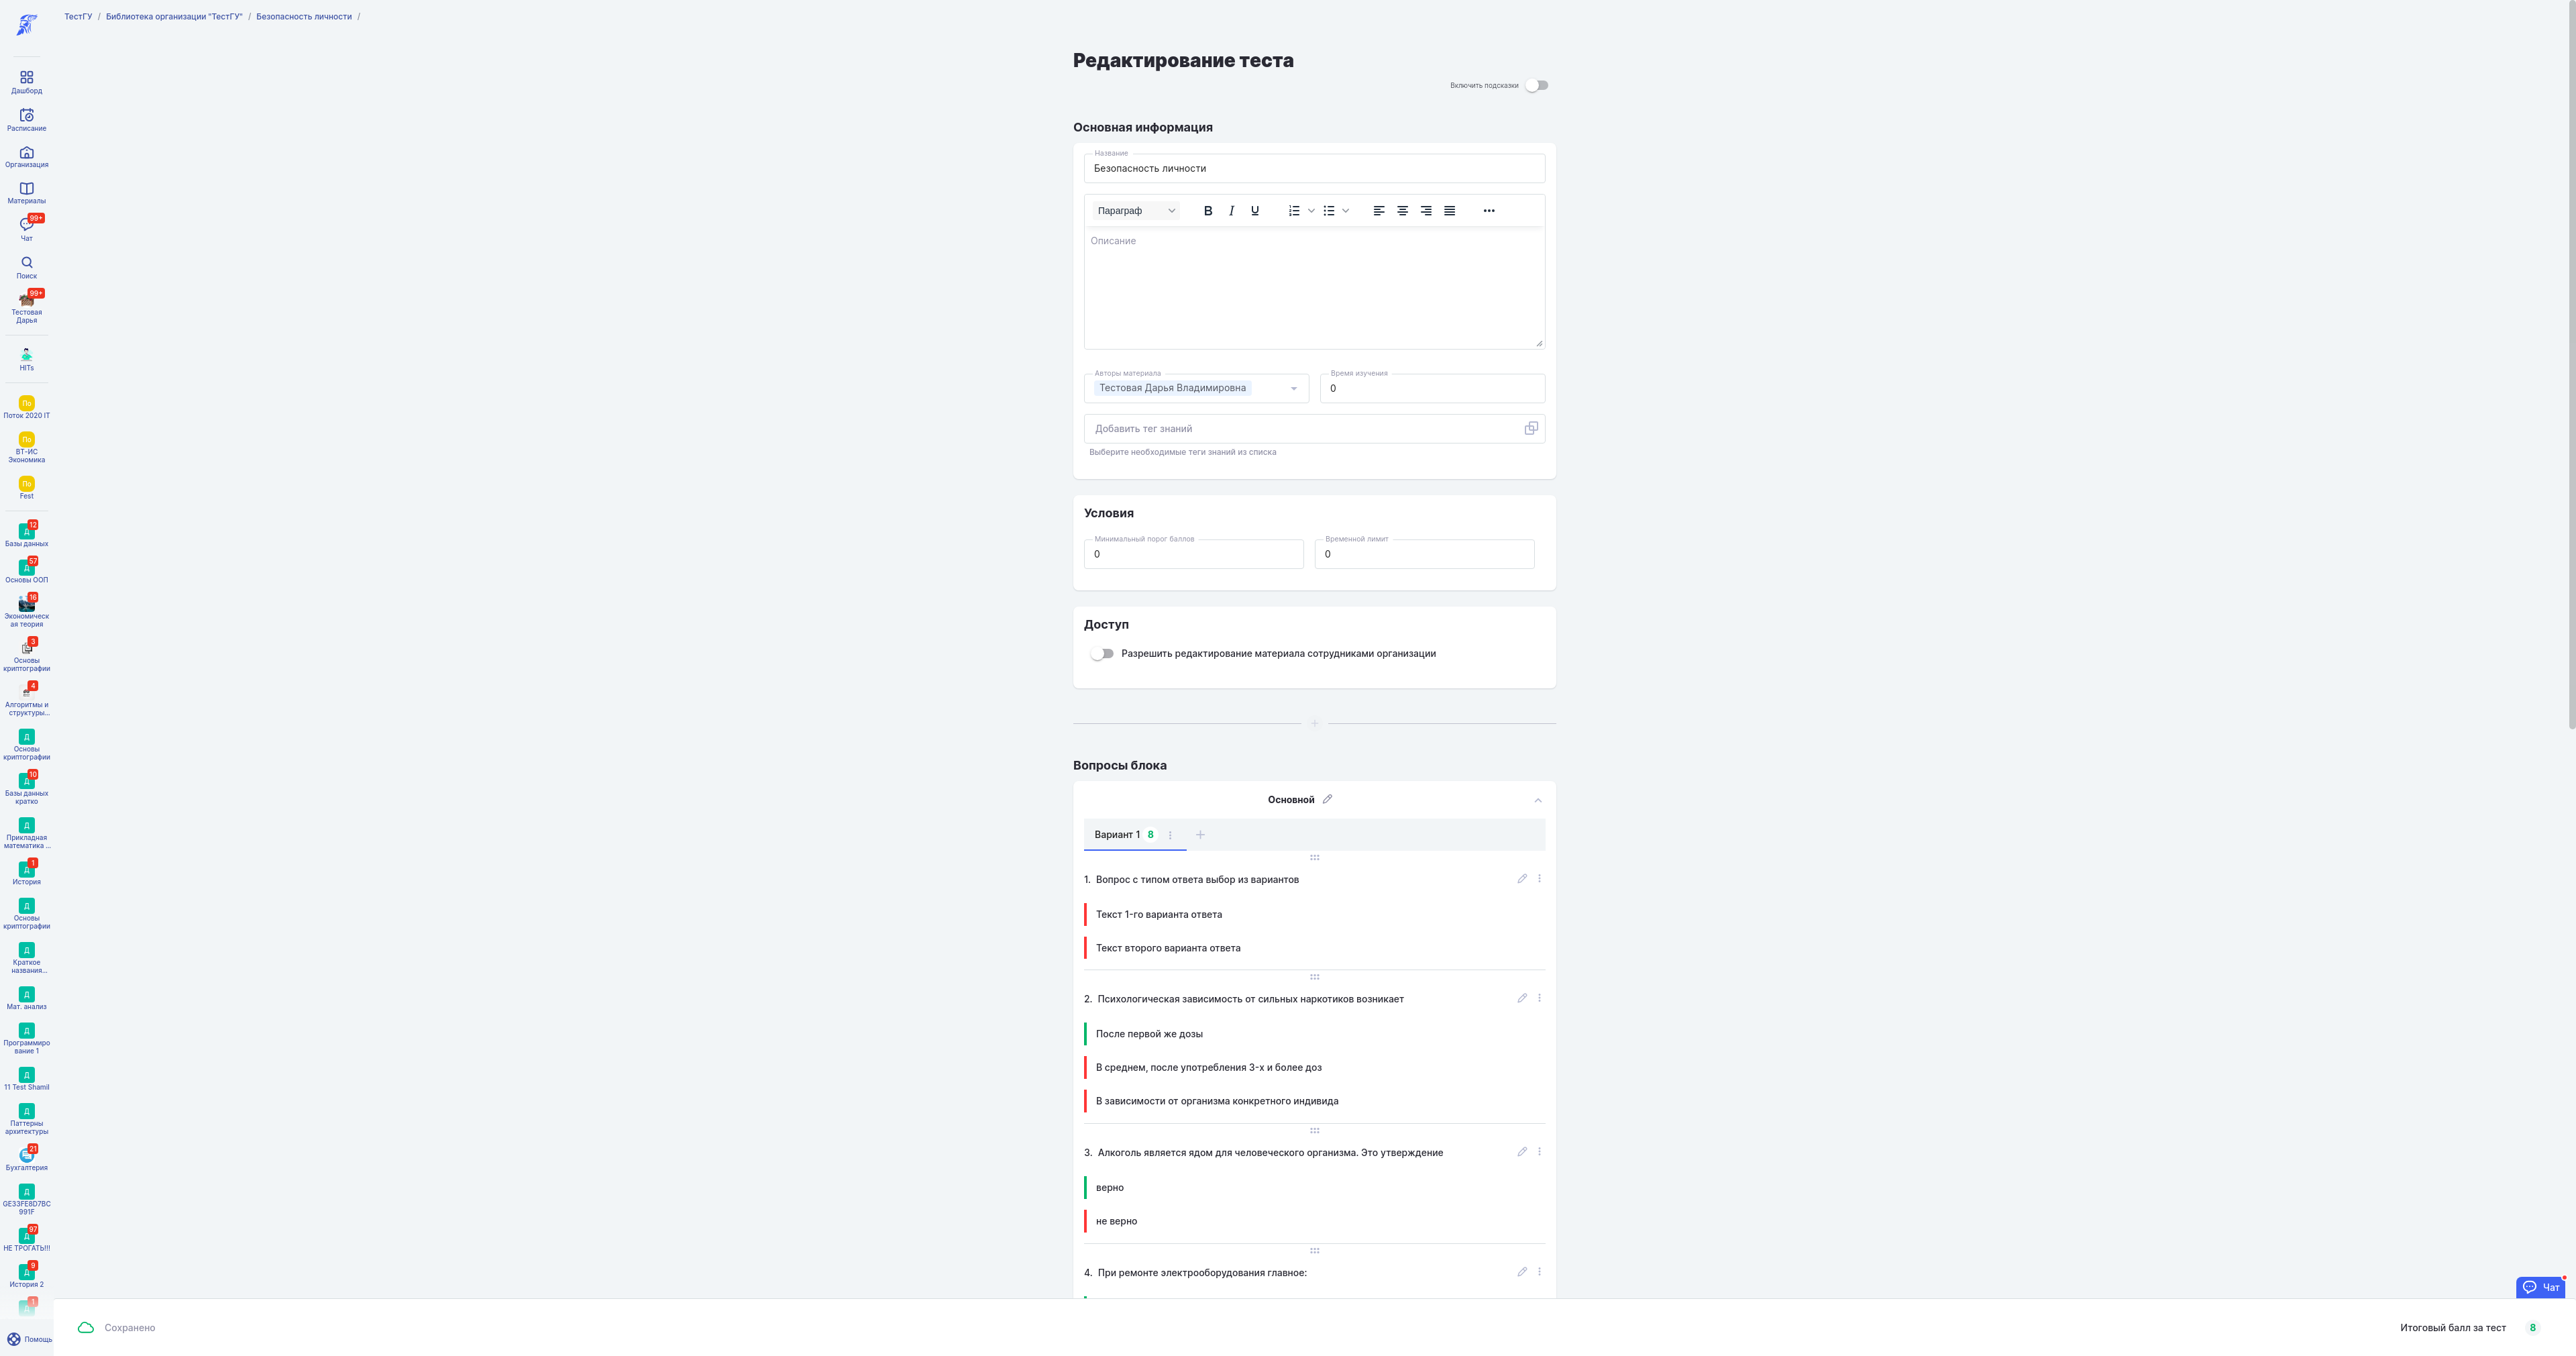 ТестГУ / Библиотека организации "ТестГУ" / Безопасность личности /
Дашборд
Расписание
Организация
Материалы
99+
Чат
Поиск
99+
Тестовая
Дарья
HITs
По
Поток 2020 IT
По
ВТ-ИС
Экономика
По
Fest
12
Д
Базы данных
57
Д
Основы ООП
16
Экономическ
ая теория
3
Основы
криптографии
4
Алгоритмы и
структуры...
Д
Основы
криптографии
10
Д
Базы данных
кратко
Д
Прикладная
математика ...
1
Д
История
Д
Основы
криптографии
Д
Краткое
названия...
Д
Мат. анализ
Д
Программиро
вание 1
Д
11 Test Shamil
Д
Паттерны
архитектуры
21
Бухгалтерия
Д
GE33FE8D7BC
991F
97
Д
НЕ ТРОГАТЬ!!!
9
Д
История 2
1
Д
Помощь
Редактирование теста
Включить подсказки
Основная информация
Название
Безопасность личности
Параграф B I U
Описание
Авторы материала
Тестовая Дарья Владимировна
Время изучения
0
Добавить тег знаний
Выберите необходимые теги знаний из списка
Условия
Минимальный порог баллов
0
Временной лимит
0
Доступ
Разрешить редактирование материала сотрудниками организации
Вопросы блока
Основной
Вариант 1 8
1. Вопрос с типом ответа выбор из вариантов
Текст 1-го варианта ответа
Текст второго варианта ответа
2. Психологическая зависимость от сильных наркотиков возникает
После первой же дозы
В среднем, после употребления 3-х и более доз
В зависимости от организма конкретного индивида
3. Алкоголь является ядом для человеческого организма. Это утверждение
верно
не верно
4. При ремонте электрооборудования главное:
Чат
Сохранено
Итоговый балл за тест 8